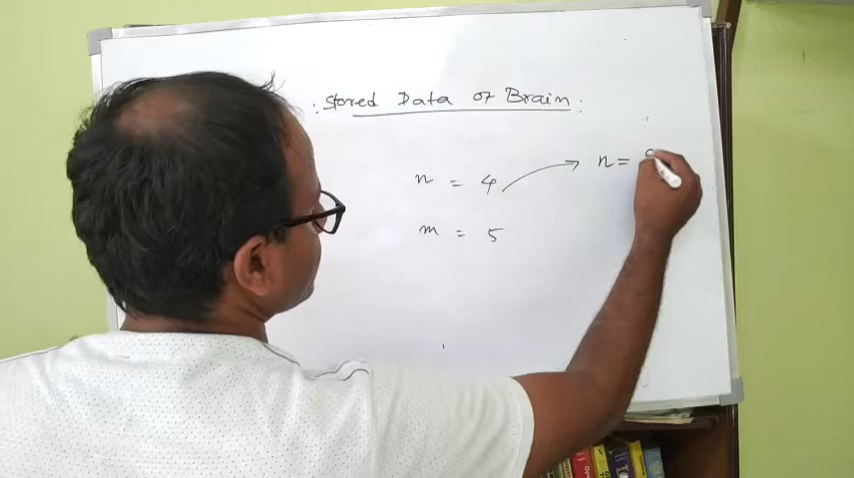 : Stored Data of Brain :
n = 4 → n =
m = 5